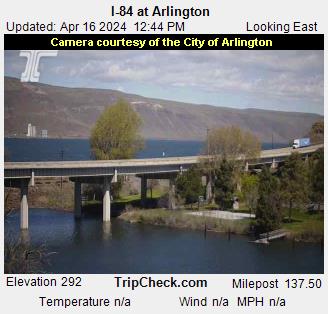 I-84 at Arlington
Updated: Apr 16 2024 12:44 PM Looking East
Camera courtesy of the City of Arlington
Elevation 292 TripCheck.com Milepost 137.50
Temperature n/a Wind n/a MPH n/a